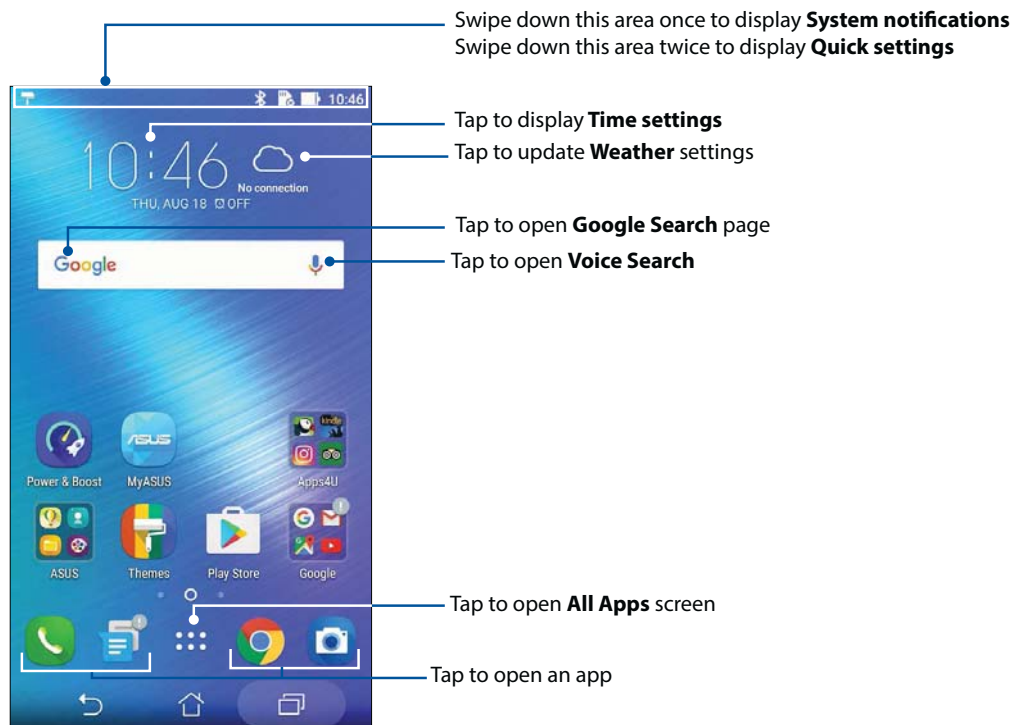 Swipe down this area once to display System notifications
Swipe down this area twice to display Quick settings
10:46
Tap to display Time settings
10:46
Tap to update Weather settings
No connection
THU, AUG 18 OFF
Tap to open Google Search page
Google
Tap to open Voice Search
kindle
/SUS
Power & Boost
MyASUS
Apps4U
G
ASUS
Themes
Play Store
Google
Tap to open All Apps screen
Tap to open an app